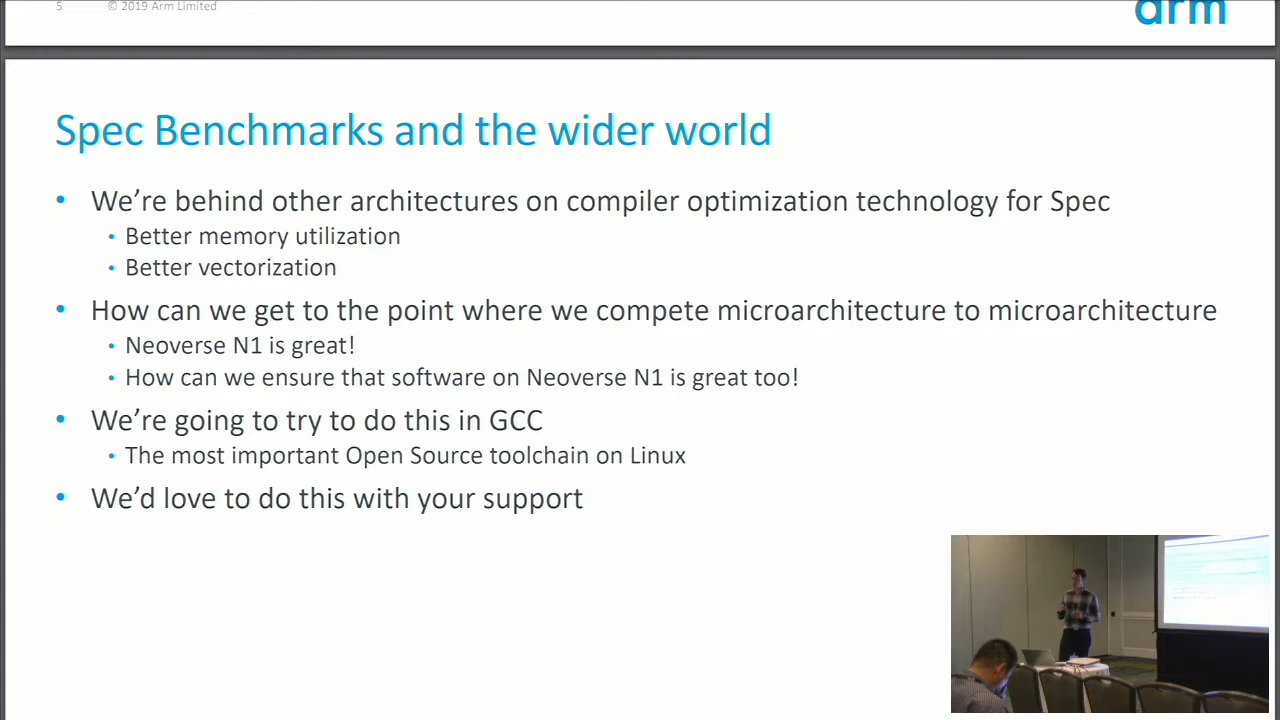 5 © 2019 Arm Limited
arm
Spec Benchmarks and the wider world
• We’re behind other architectures on compiler optimization technology for Spec
• Better memory utilization
• Better vectorization
• How can we get to the point where we compete microarchitecture to microarchitecture
• Neoverse N1 is great!
• How can we ensure that software on Neoverse N1 is great too!
• We’re going to try to do this in GCC
• The most important Open Source toolchain on Linux
• We’d love to do this with your support